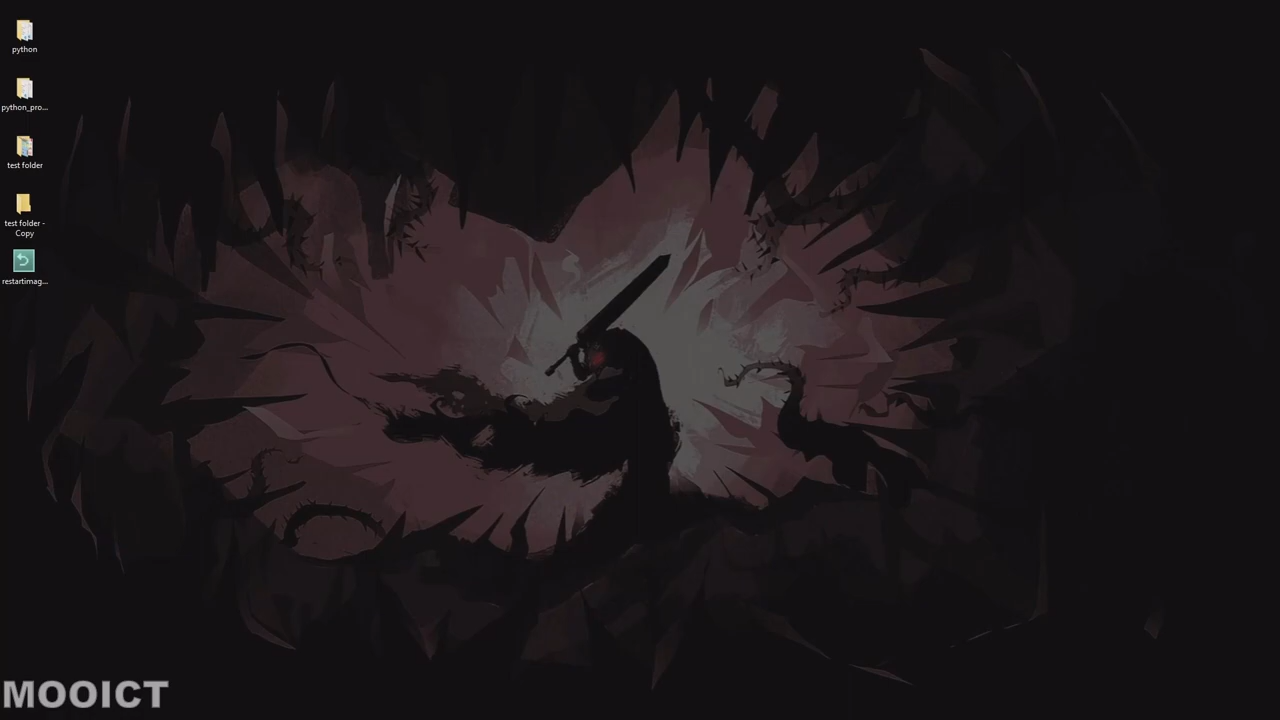 python
python_pro...
test folder
test folder -
Copy
restartimag...
MOOICT